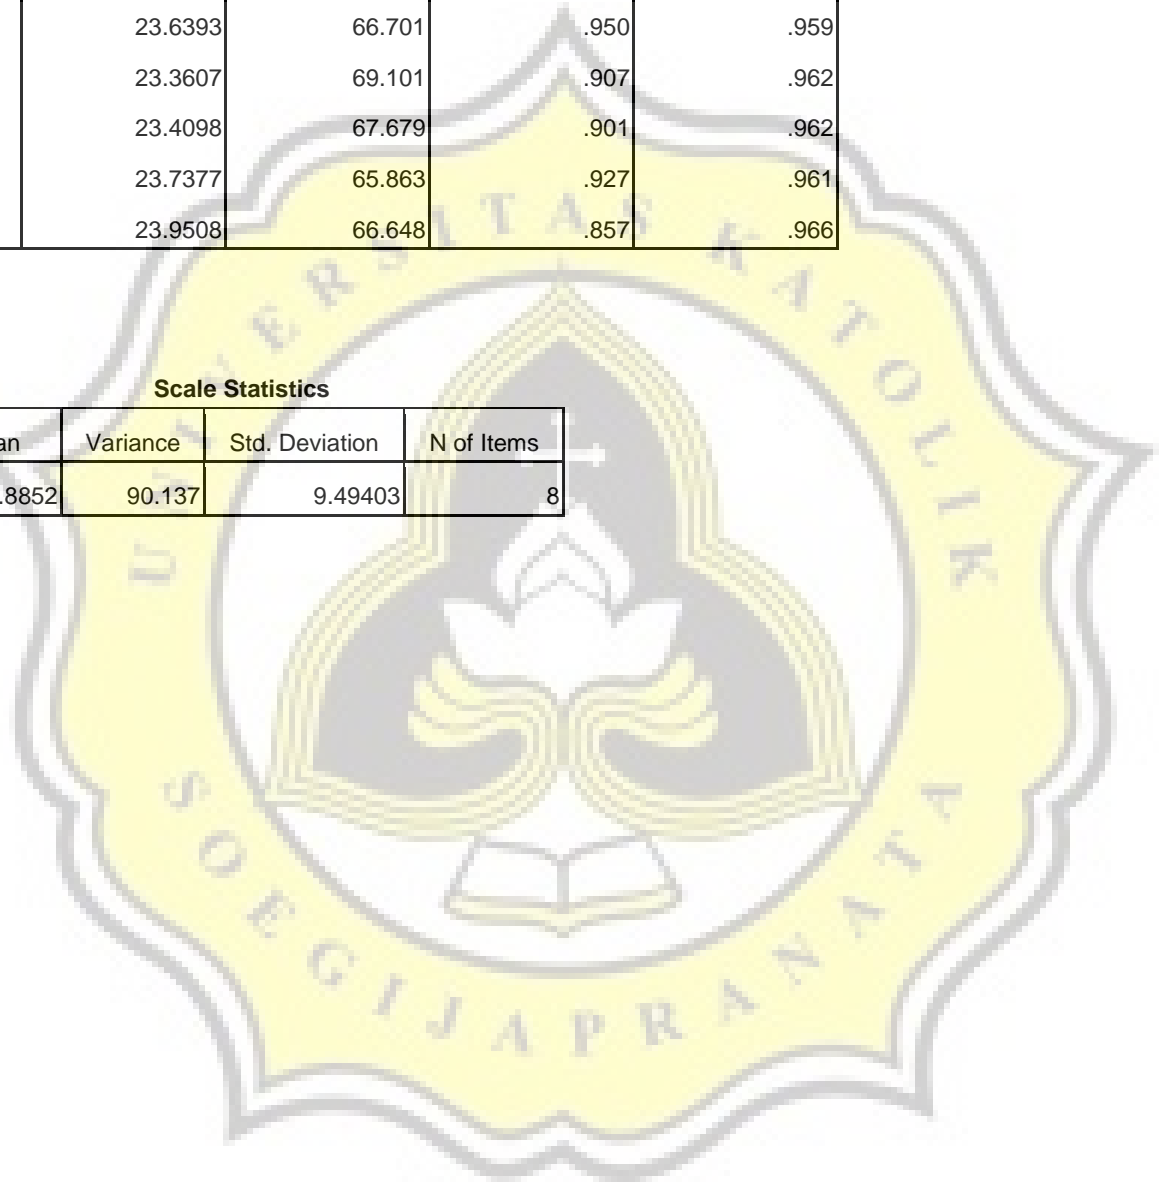 23.6393 66.701 .950 .959
23.3607 69.101 .907 .962
23.4098 67.679 .901 .962
23.7377 65.863 .927 .961
23.9508 66.648 .857 .966
Scale Statistics
Variance Std. Deviation N of Items
.8852 90.137 9.49403 8
UNIVERSITAS KATOLIK
SOEGIJAPRANATA